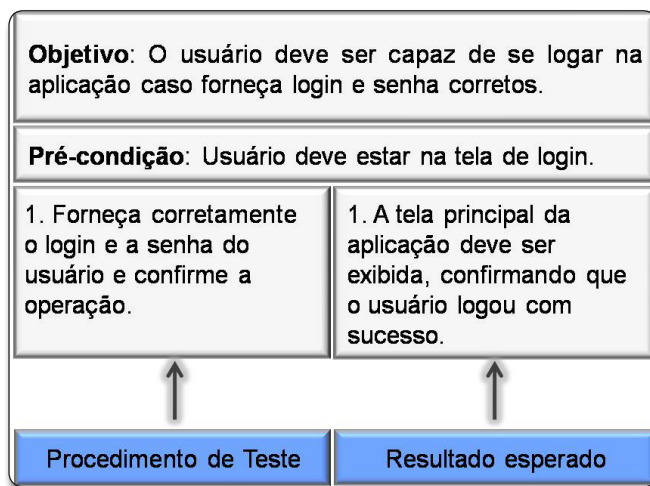 Objetivo: O usuário deve ser capaz de se logar na
aplicação caso forneça login e senha corretos.
Pré-condição: Usuário deve estar na tela de login.
1. Forneça corretamente
o login e a senha do
usuário e confirme a
operação.
1. A tela principal da
aplicação deve ser
exibida, confirmando que
o usuário logou com
sucesso.
Procedimento de Teste
Resultado esperado